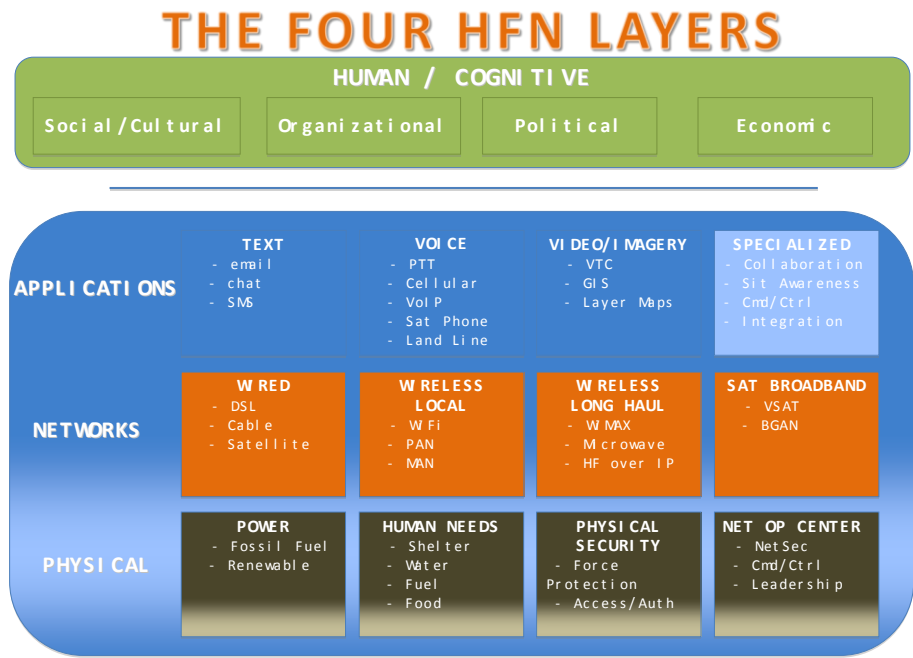 THE FOUR HFN LAYERS
HUMAN / COGNITIVE
Social/Cultural
Organizational
Political
Economic
APPLICATIONS
TEXT
- email
- chat
- SMS
VOICE
- PTT
- Cellular
- VoIP
- Sat Phone
- Land Line
VIDEO/IMAGERY
- VTC
- GIS
- Layer Maps
SPECIALIZED
- Collaboration
- Sit Awareness
- Cmd/Ctrl
- Integration
NETWORKS
WIRED
- DSL
- Cable
- Satellite
WIRELESS
LOCAL
- WiFi
- PAN
- MAN
WIRELESS
LONG HAUL
- WiMAX
- Microwave
- HF over IP
SAT BROADBAND
- VSAT
- BGAN
PHYSICAL
POWER
- Fossil Fuel
- Renewable
HUMAN NEEDS
- Shelter
- Water
- Fuel
- Food
PHYSICAL
SECURITY
- Force
Protection
- Access/Auth
NET OP CENTER
- NetSec
- Cmd/Ctrl
- Leadership